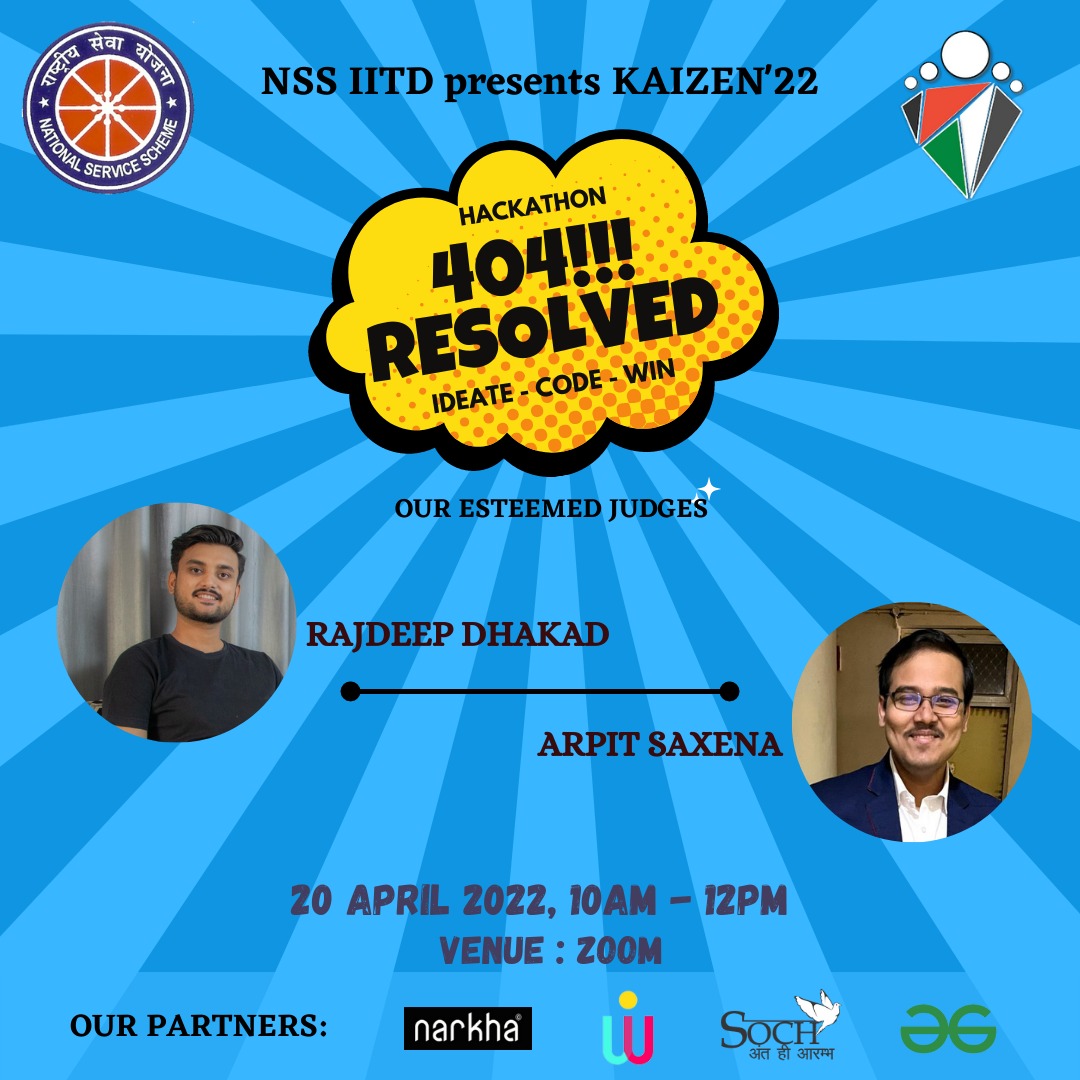 राष्ट्रीय सेवा योजना
NATIONAL SERVICE SCHEME
NSS IITD presents KAIZEN'22
HACKATHON
404!!!
RESOLVED
IDEATE - CODE - WIN
OUR ESTEEMED JUDGES
RAJDEEP DHAKAD
ARPIT SAXENA
20 APRIL 2022, 10AM – 12PM
VENUE : ZOOM
OUR PARTNERS:
narkha©
SOCH
अंत ही आरम्भ